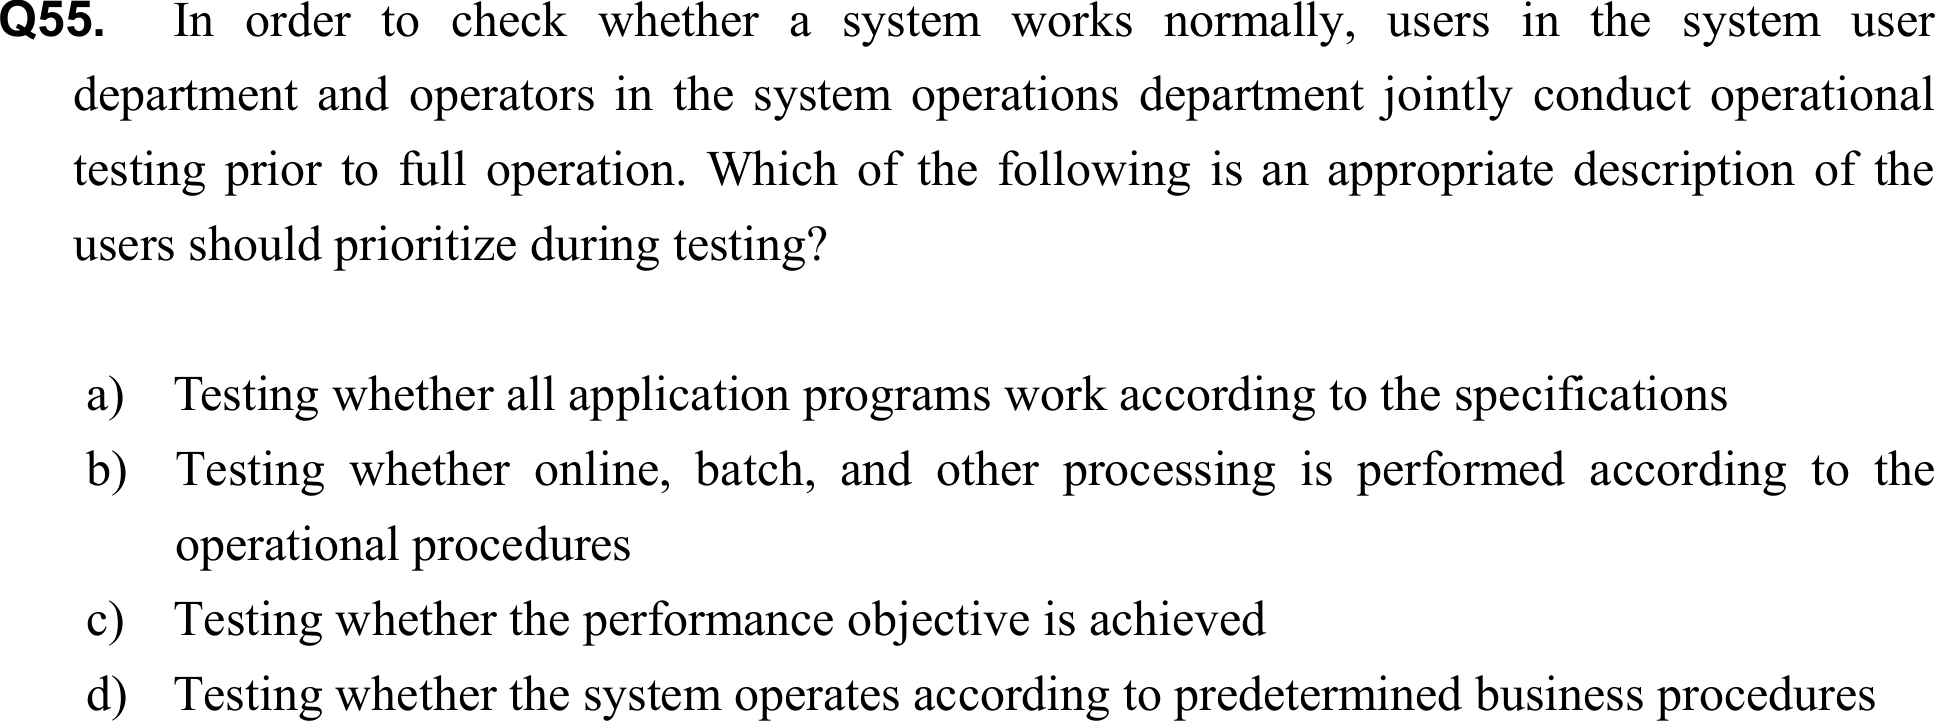 Q55. In order to check whether a system works normally, users in the system user
department and operators in the system operations department jointly conduct operational
testing prior to full operation. Which of the following is an appropriate description of the
users should prioritize during testing?
a) Testing whether all application programs work according to the specifications
b) Testing whether online, batch, and other processing is performed according to the
operational procedures
c) Testing whether the performance objective is achieved
d) Testing whether the system operates according to predetermined business procedures